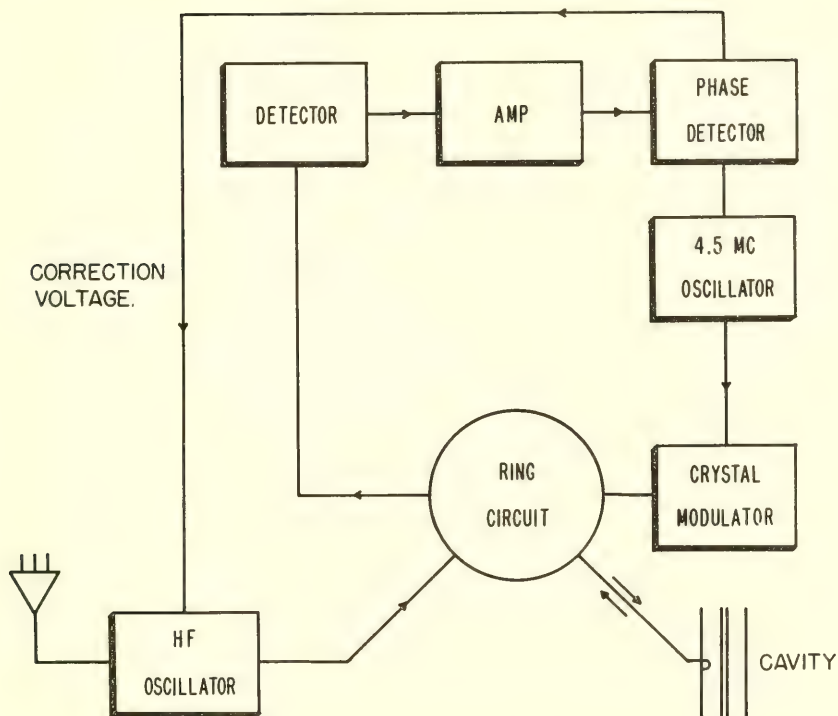 DETECTOR
AMP
PHASE
DETECTOR
4.5 MC
OSCILLATOR
CORRECTION
VOLTAGE.
RING
CIRCUIT
CRYSTAL
MODULATOR
HF
OSCILLATOR
CAVITY